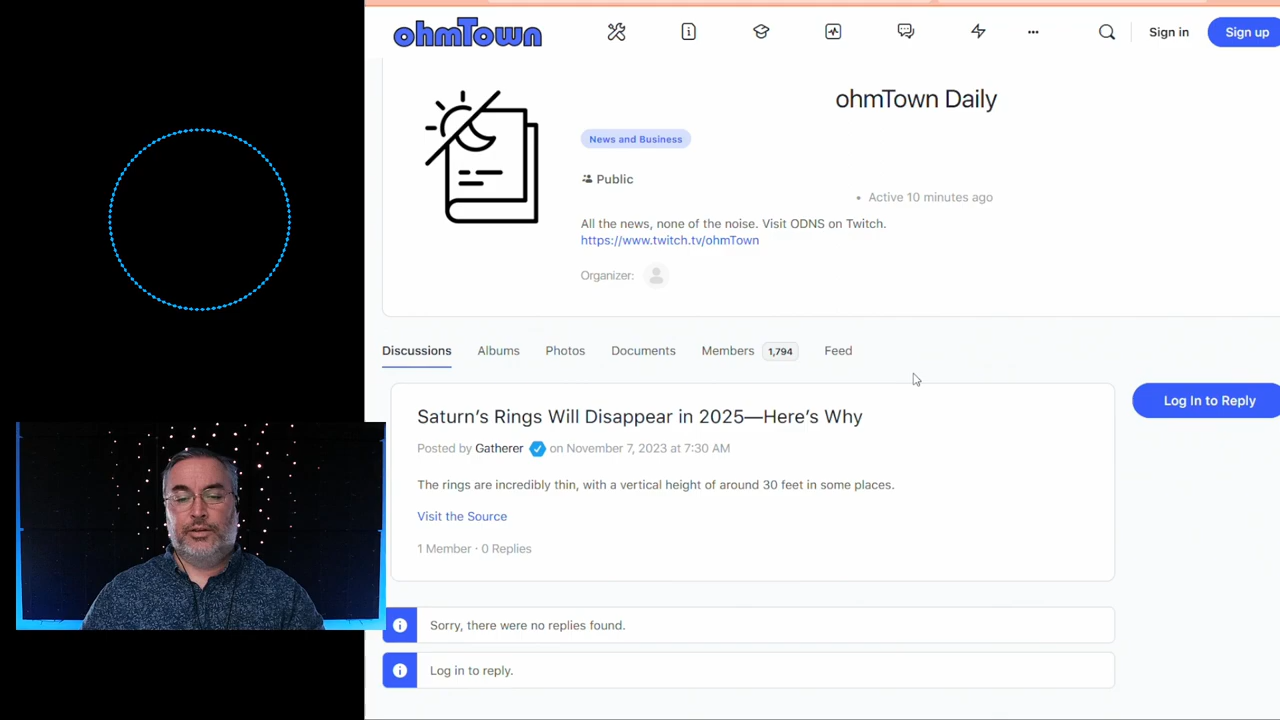 ohmTown
Sign in
Sign up
ohmTown Daily
News and Business
Public
• Active 10 minutes ago
All the news, none of the noise. Visit ODNS on Twitch.
https://www.twitch.tv/ohmTown
Organizer:
Discussions
Albums
Photos
Documents
Members 1,794
Feed
Saturn’s Rings Will Disappear in 2025—Here’s Why
Posted by Gatherer on November 7, 2023 at 7:30 AM
The rings are incredibly thin, with a vertical height of around 30 feet in some places.
Visit the Source
1 Member · 0 Replies
Log In to Reply
Sorry, there were no replies found.
Log in to reply.